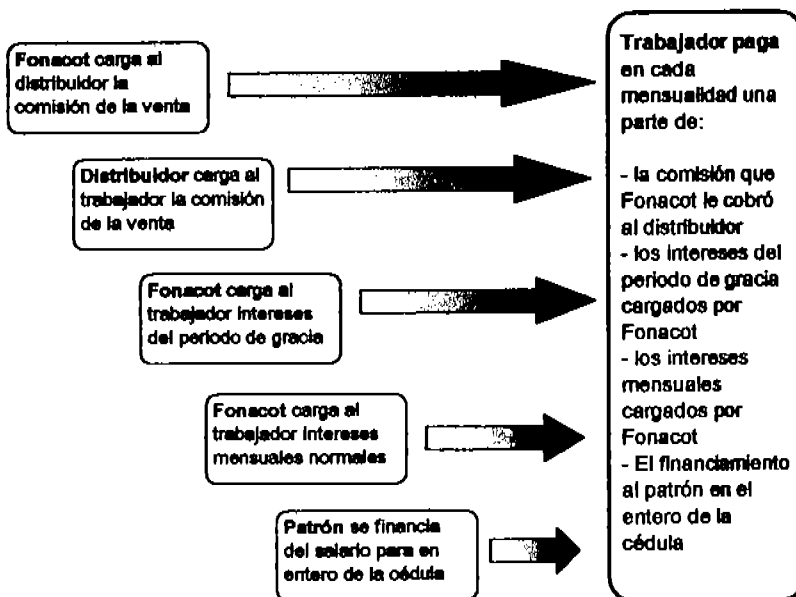 Fonacot carga al
distribuidor la
comisión de la venta
Distribuidor carga al
trabajador la comisión
de la venta
Fonacot carga al
trabajador intereses
del periodo de gracia
Fonacot carga al
trabajador intereses
mensuales normales
Patrón se financia
del salario para en
entero de la cédula
Trabajador paga
en cada
mensualidad una
parte de:
- la comisión que
Fonacot le cobró
al distribuidor
- los intereses del
periodo de gracia
cargados por
Fonacot
- los intereses
mensuales
cargados por
Fonacot
- El financiamiento
al patrón en el
entero de la
cédula